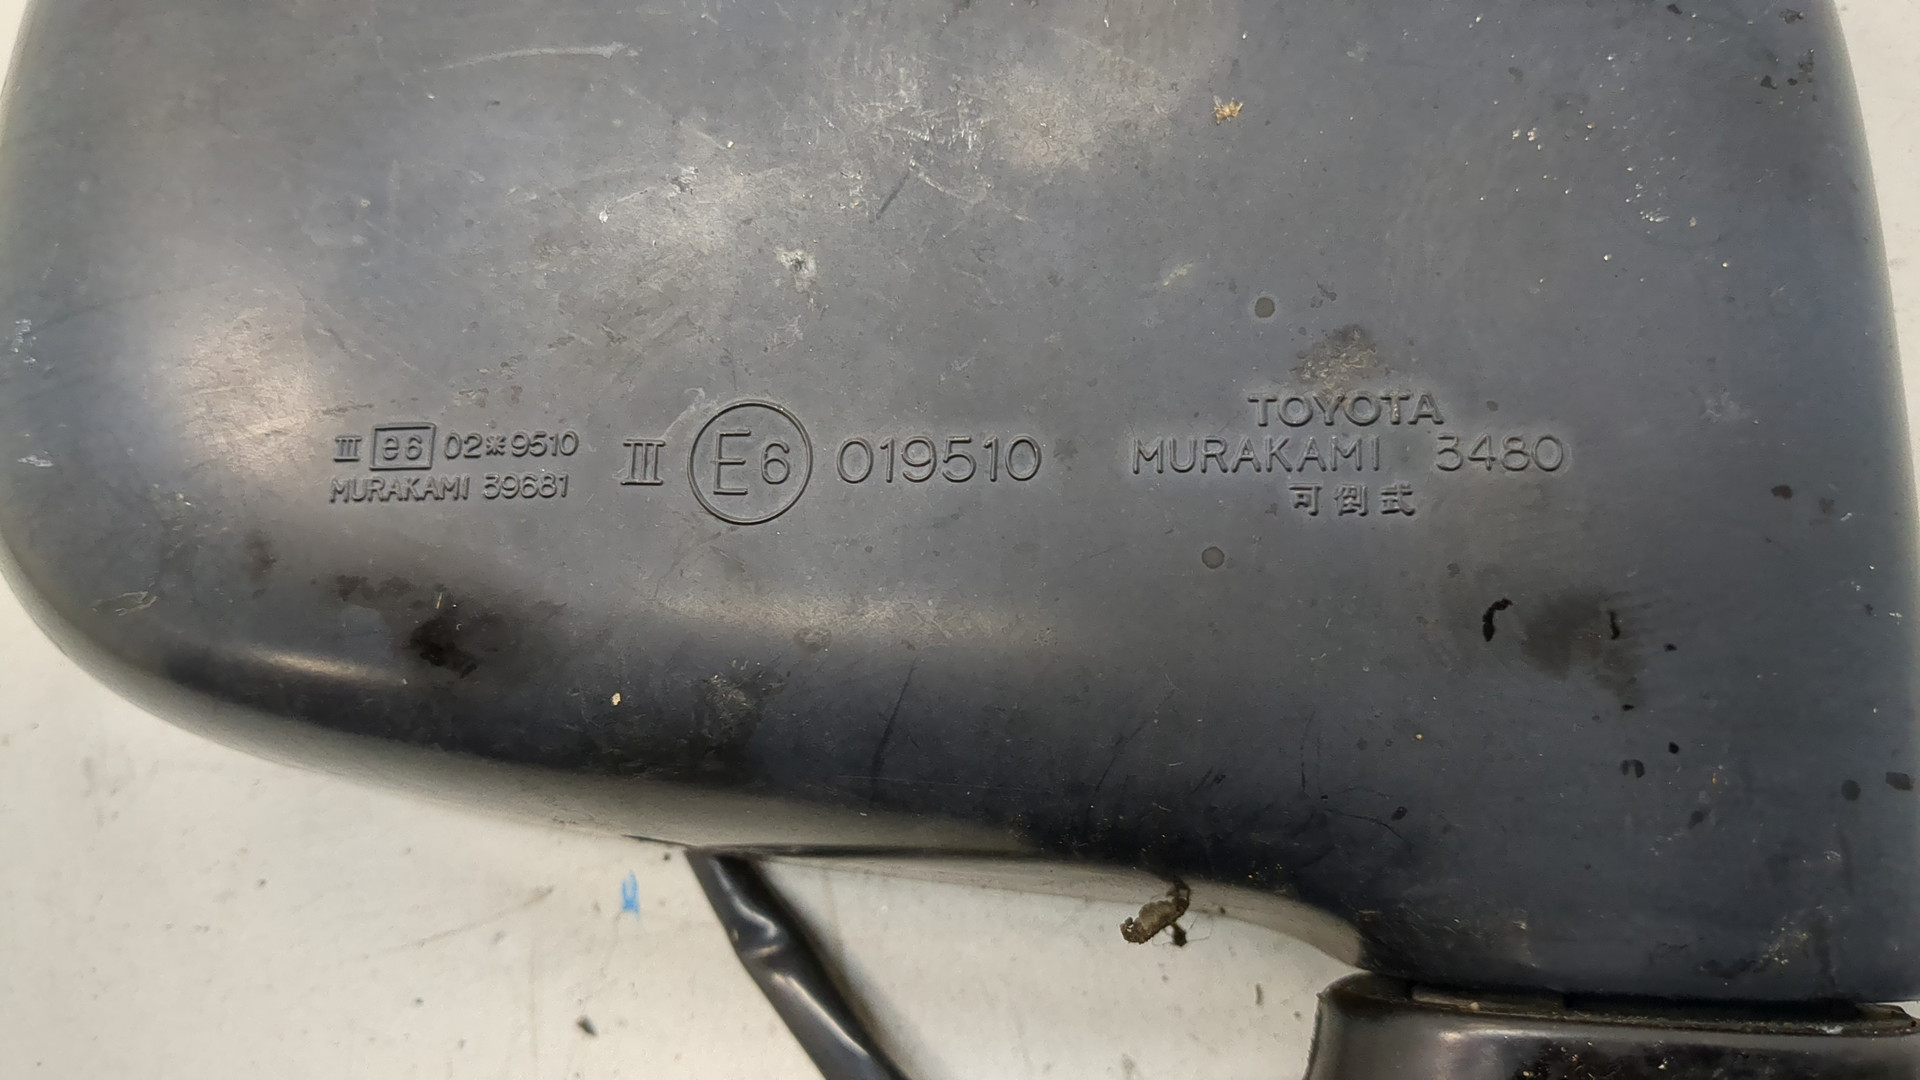 III e6 02※9510
MURAKAMI 39681
III E6 019510
TOYOTA
MURAKAMI 3480
可倒式